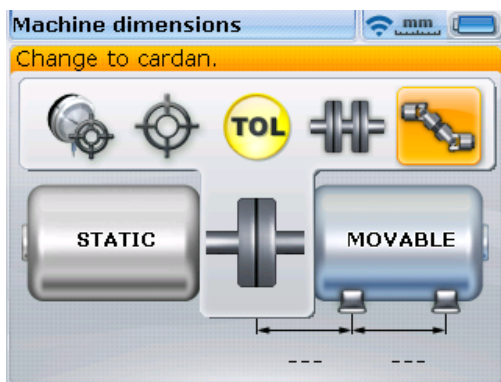 Machine dimensions mm
Change to cardan.
TOL
STATIC
MOVABLE
--- ---